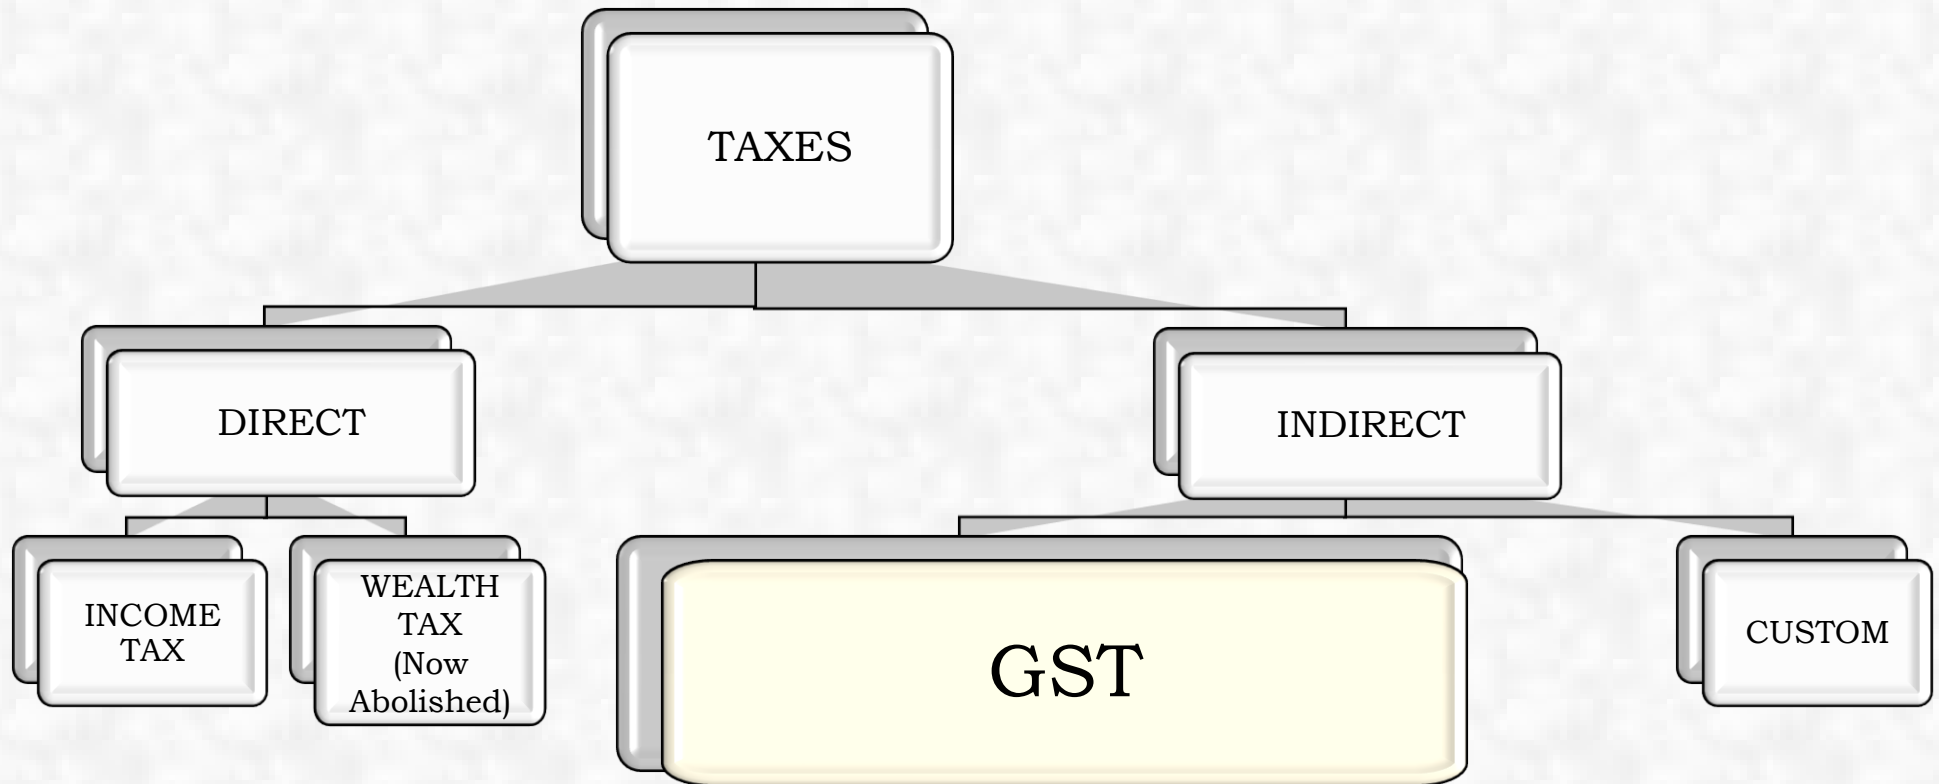 TAXES
DIRECT
INDIRECT
INCOME
TAX
WEALTH
TAX
(Now
Abolished)
GST
CUSTOM